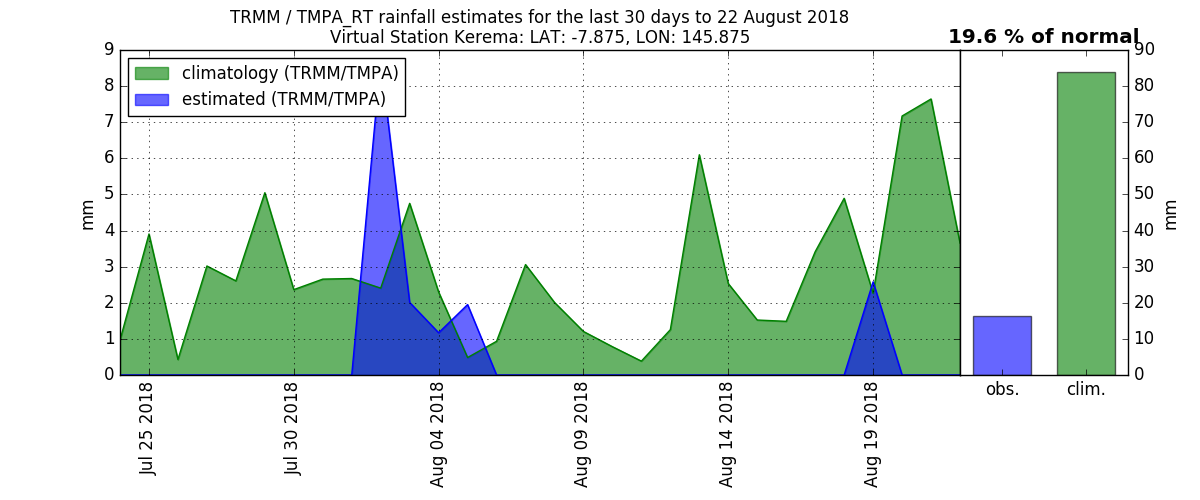 TRMM / TMPA_RT rainfall estimates for the last 30 days to 22 August 2018
Virtual Station Kerema: LAT: -7.875, LON: 145.875
19.6 % of normal
climatology (TRMM/TMPA)
estimated (TRMM/TMPA)
9
8
7
6
5
4
3
2
1
0
mm
90
80
70
60
50
40
30
20
10
0
mm
Jul 25 2018
Jul 30 2018
Aug 04 2018
Aug 09 2018
Aug 14 2018
Aug 19 2018
obs.
clim.